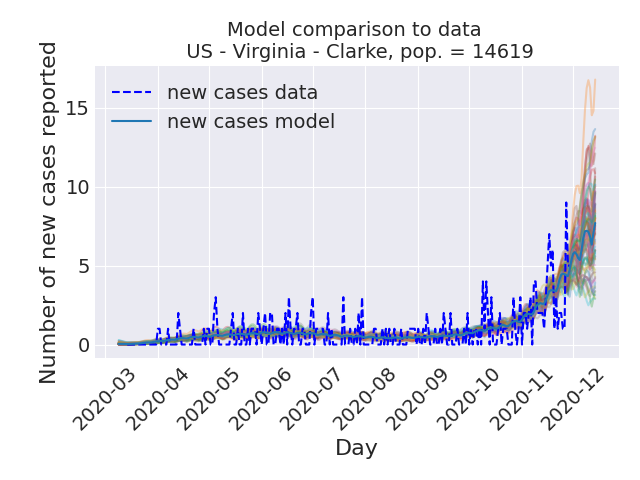 Model comparison to data
US - Virginia - Clarke, pop. = 14619
new cases data
new cases model
Number of new cases reported
15
10
5
0
2020-03
2020-04
2020-05
2020-06
2020-07
2020-08
2020-09
2020-10
2020-11
2020-12
Day